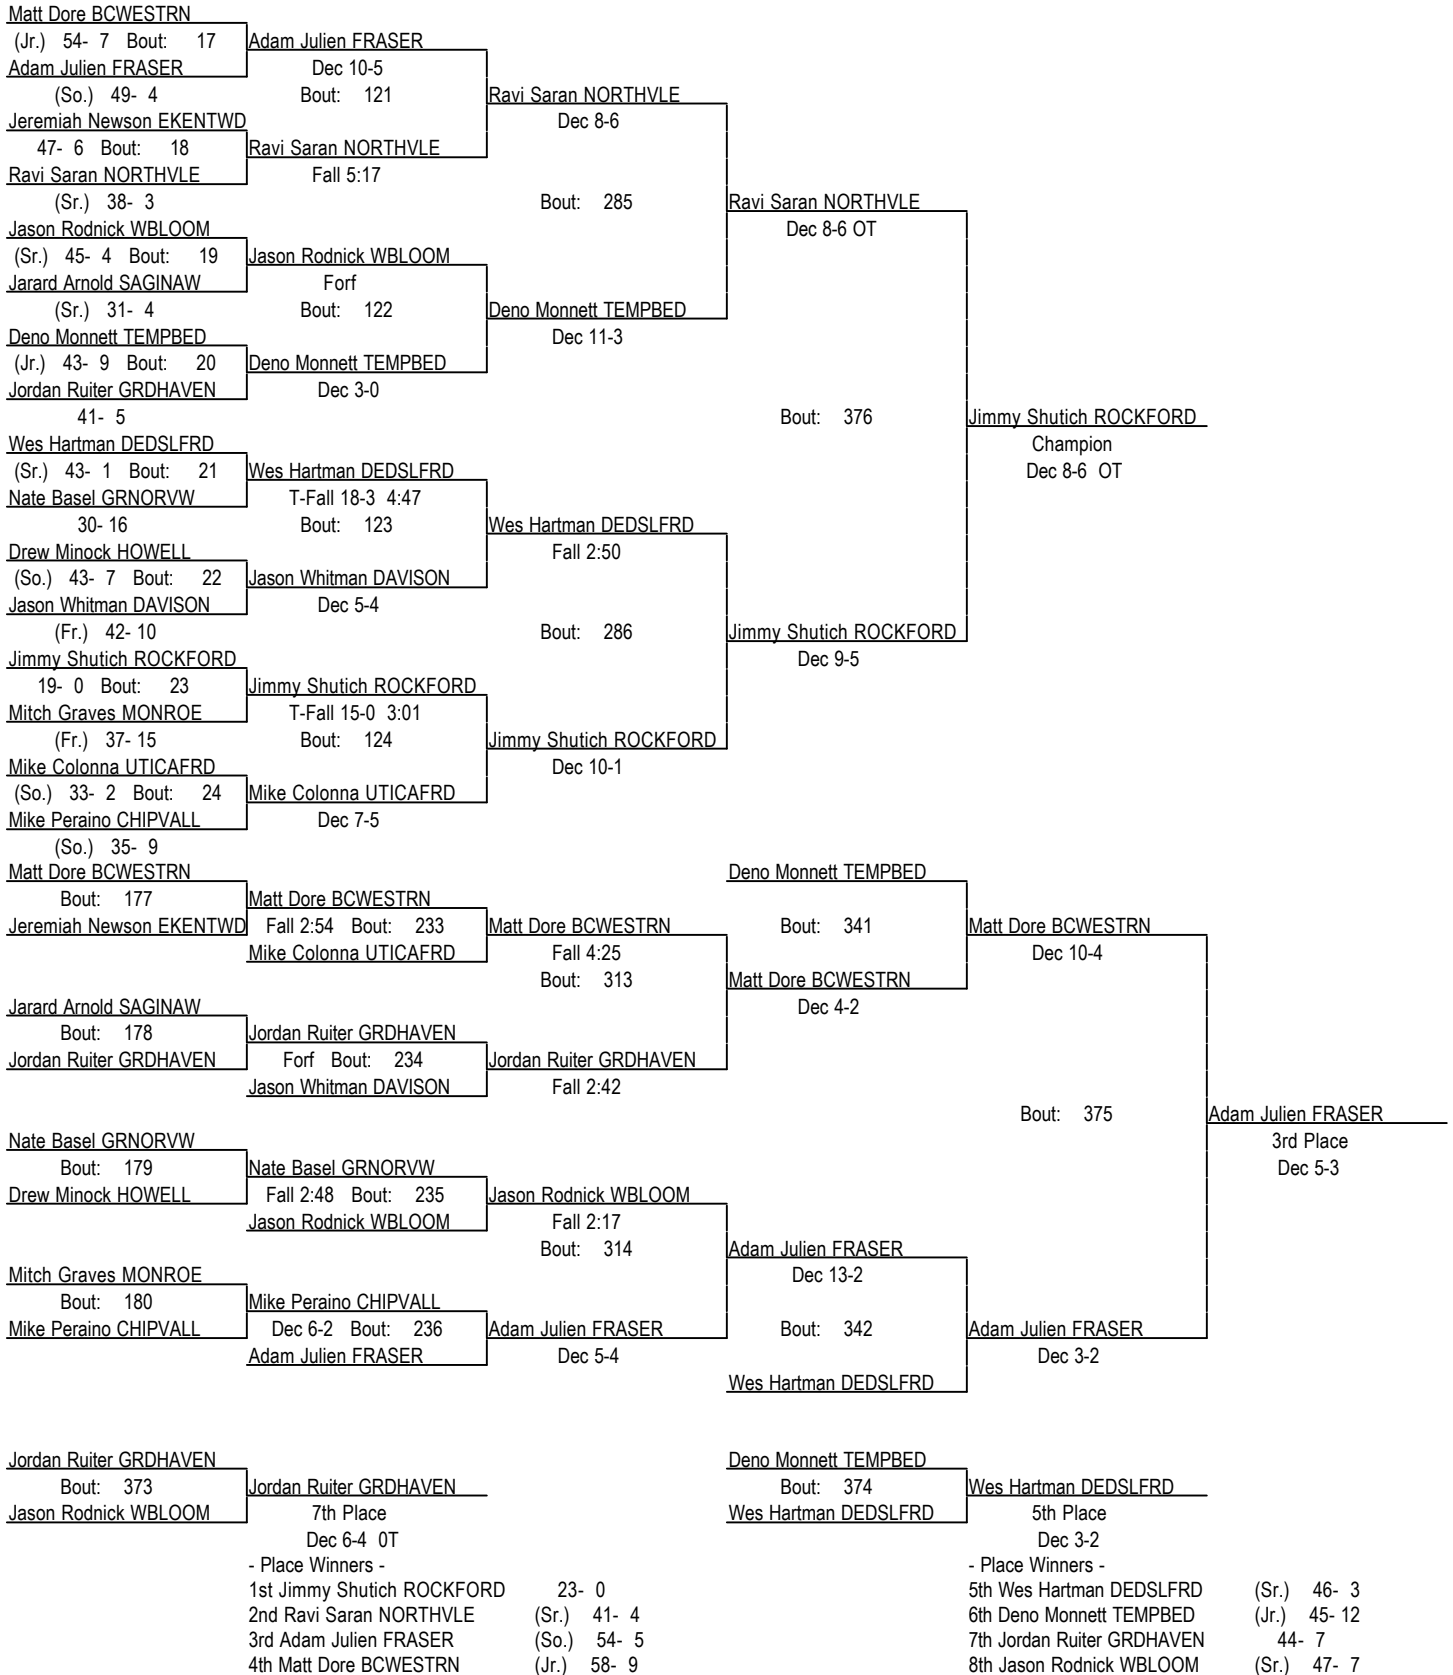 Matt Dore BCWESTRN
(Jr.) 54- 7 Bout: 17 Adam Julien FRASER
Adam Julien FRASER Dec 10-5
(So.) 49- 4 Bout: 121 Ravi Saran NORTHVLE
Jeremiah Newson EKENTWD Dec 8-6
47- 6 Bout: 18 Ravi Saran NORTHVLE
Ravi Saran NORTHVLE Fall 5:17
(Sr.) 38- 3 Bout: 285 Ravi Saran NORTHVLE
Jason Rodnick WBLOOM Dec 8-6 OT
(Sr.) 45- 4 Bout: 19 Jason Rodnick WBLOOM
Jarard Arnold SAGINAW Forf
(Sr.) 31- 4 Bout: 122 Deno Monnett TEMPBED
Deno Monnett TEMPBED Dec 11-3
(Jr.) 43- 9 Bout: 20 Deno Monnett TEMPBED
Jordan Ruiter GRDHAVEN Dec 3-0
41- 5 Bout: 376 Jimmy Shutich ROCKFORD
Wes Hartman DEDSLFRD Champion
(Sr.) 43- 1 Bout: 21 Wes Hartman DEDSLFRD Dec 8-6 OT
Nate Basel GRNORVW T-Fall 18-3 4:47
30- 16 Bout: 123 Wes Hartman DEDSLFRD
Drew Minock HOWELL Fall 2:50
(So.) 43- 7 Bout: 22 Jason Whitman DAVISON
Jason Whitman DAVISON Dec 5-4
(Fr.) 42- 10 Bout: 286 Jimmy Shutich ROCKFORD
Jimmy Shutich ROCKFORD Dec 9-5
19- 0 Bout: 23 Jimmy Shutich ROCKFORD
Mitch Graves MONROE T-Fall 15-0 3:01
(Fr.) 37- 15 Bout: 124 Jimmy Shutich ROCKFORD
Mike Colonna UTICAFRD Dec 10-1
(So.) 33- 2 Bout: 24 Mike Colonna UTICAFRD
Mike Peraino CHIPVALL Dec 7-5
(So.) 35- 9
Matt Dore BCWESTRN Deno Monnett TEMPBED
Bout: 177 Matt Dore BCWESTRN
Jeremiah Newson EKENTWD Fall 2:54 Bout: 233 Matt Dore BCWESTRN Bout: 341 Matt Dore BCWESTRN
Mike Colonna UTICAFRD Fall 4:25 Dec 10-4
Bout: 313 Matt Dore BCWESTRN
Jarard Arnold SAGINAW Dec 4-2
Bout: 178 Jordan Ruiter GRDHAVEN
Jordan Ruiter GRDHAVEN Forf Bout: 234 Jordan Ruiter GRDHAVEN
Jason Whitman DAVISON Fall 2:42
Bout: 375 Adam Julien FRASER
Nate Basel GRNORVW 3rd Place
Bout: 179 Nate Basel GRNORVW Dec 5-3
Drew Minock HOWELL Fall 2:48 Bout: 235 Jason Rodnick WBLOOM
Jason Rodnick WBLOOM Fall 2:17
Bout: 314 Adam Julien FRASER
Mitch Graves MONROE Dec 13-2
Bout: 180 Mike Peraino CHIPVALL
Mike Peraino CHIPVALL Dec 6-2 Bout: 236 Adam Julien FRASER Bout: 342 Adam Julien FRASER
Adam Julien FRASER Dec 5-4 Dec 3-2
Wes Hartman DEDSLFRD
Jordan Ruiter GRDHAVEN Deno Monnett TEMPBED
Bout: 373 Jordan Ruiter GRDHAVEN Bout: 374 Wes Hartman DEDSLFRD
Jason Rodnick WBLOOM 7th Place Wes Hartman DEDSLFRD 5th Place
Dec 6-4 0T Dec 3-2
- Place Winners - - Place Winners -
1st Jimmy Shutich ROCKFORD 23- 0 5th Wes Hartman DEDSLFRD (Sr.) 46- 3
2nd Ravi Saran NORTHVLE (Sr.) 41- 4 6th Deno Monnett TEMPBED (Jr.) 45- 12
3rd Adam Julien FRASER (So.) 54- 5 7th Jordan Ruiter GRDHAVEN 44- 7
4th Matt Dore BCWESTRN (Jr.) 58- 9 8th Jason Rodnick WBLOOM (Sr.) 47- 7